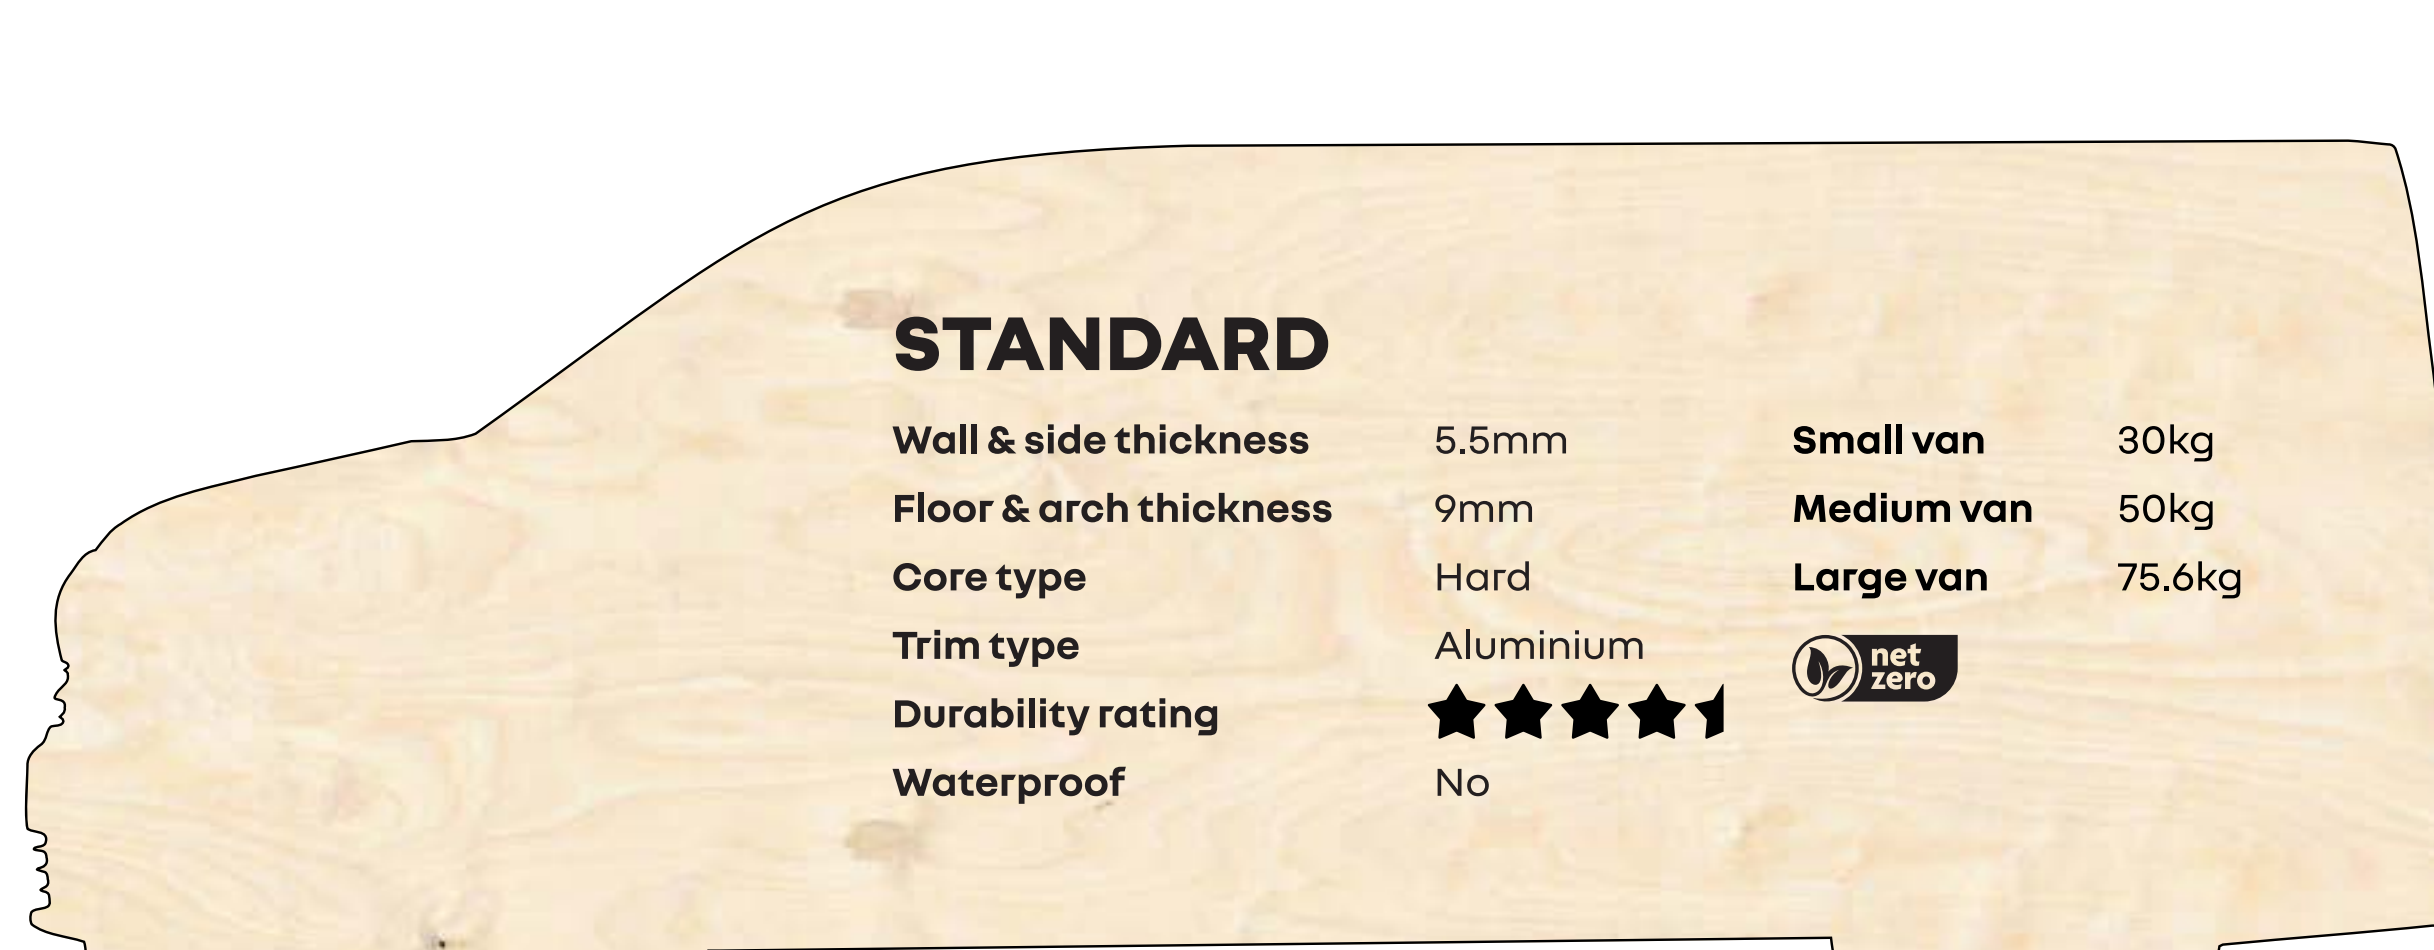 STANDARD
Wall & side thickness 5.5mm
Floor & arch thickness 9mm
Core type Hard
Trim type Aluminium
Durability rating
Waterproof No
Small van 30kg
Medium van 50kg
Large van 75.6kg
net
zero